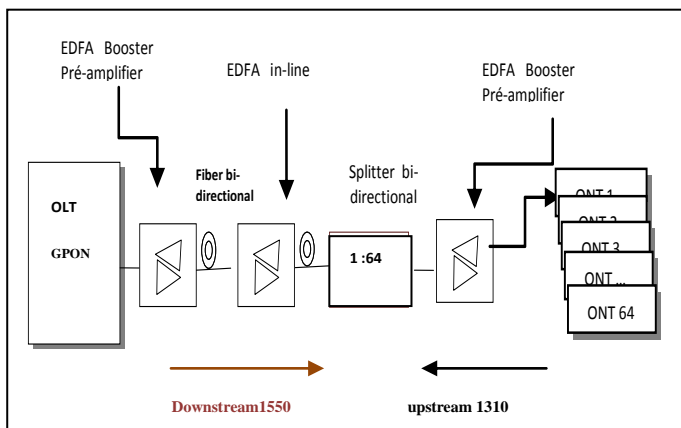 EDFA Booster
Pré-amplifier
EDFA in-line
EDFA Booster
Pré-amplifier
Fiber bi-
directional
Splitter bi-
directional
OLT
GPON
1 :64
ONT 1
ONT 2
ONT 3
ONT ...
ONT 64
Downstream1550
upstream 1310